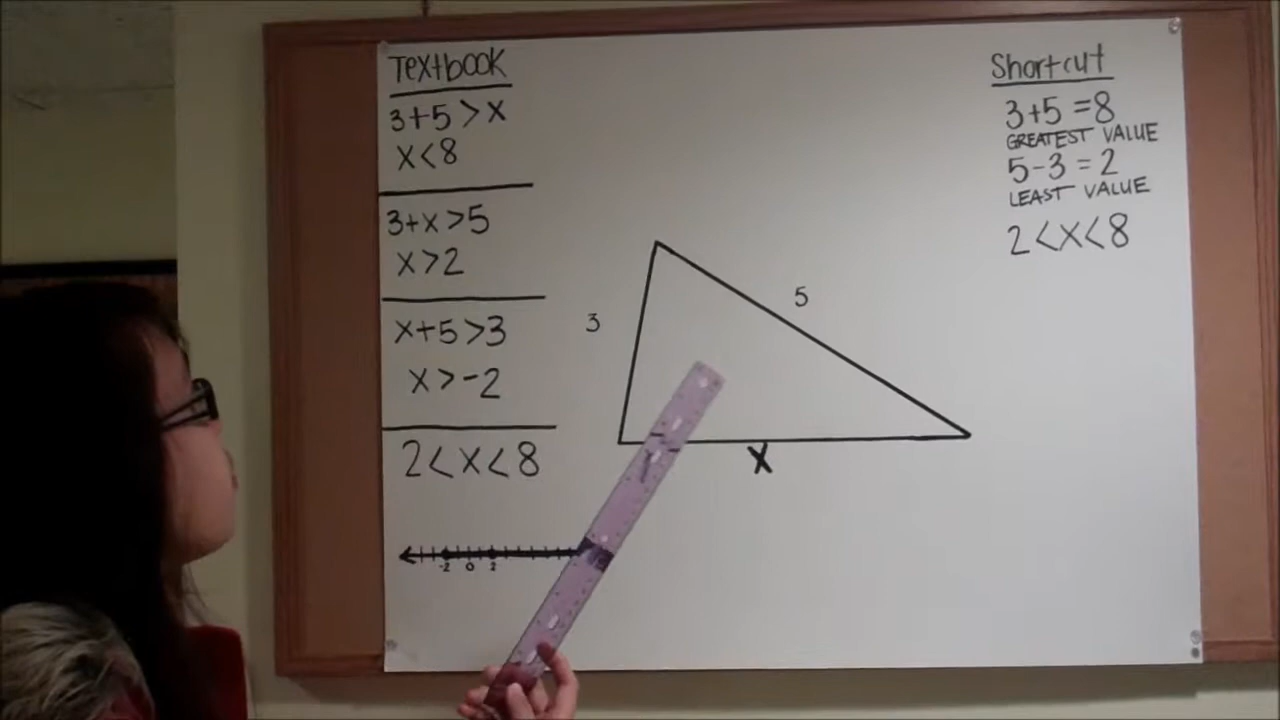 Textbook
3+5>x
x<8
3+x>5
x>2
x+5>3
x>-2
2<x<8
-2 0 2
3
5
x
Shortcut
3+5=8
GREATEST VALUE
5-3=2
LEAST VALUE
2<x<8